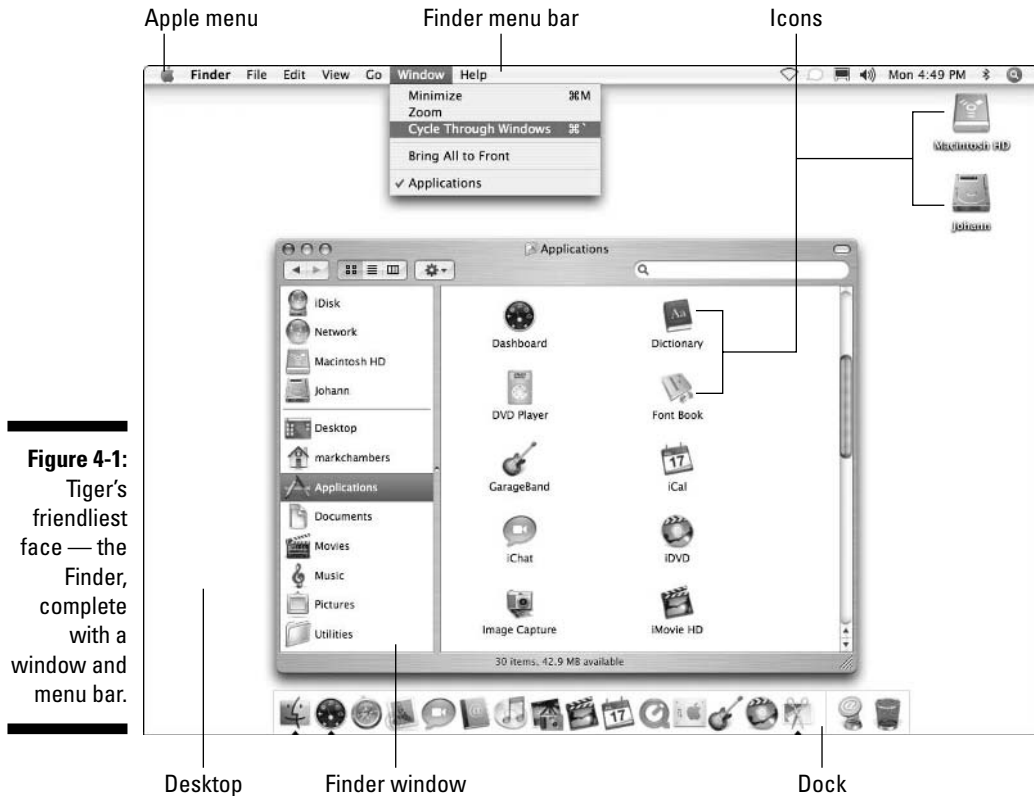 Apple menu
Finder menu bar
Icons
Finder File Edit View Go Window Help
Mon 4:49 PM
Minimize ⌘M
Zoom
Cycle Through Windows ⌘`
Bring All to Front
✓ Applications
Macintosh HD
Johann
Applications
iDisk
Network
Macintosh HD
Johann
Desktop
markchambers
Applications
Documents
Movies
Music
Pictures
Utilities
Dashboard
Aa
Dictionary
DVD
DVD Player
Font Book
GarageBand
17
iCal
iChat
iDVD
Image Capture
iMovie HD
30 items, 42.9 MB available
17
Figure 4-1:
Tiger's
friendliest
face — the
Finder,
complete
with a
window and
menu bar.
Desktop
Finder window
Dock